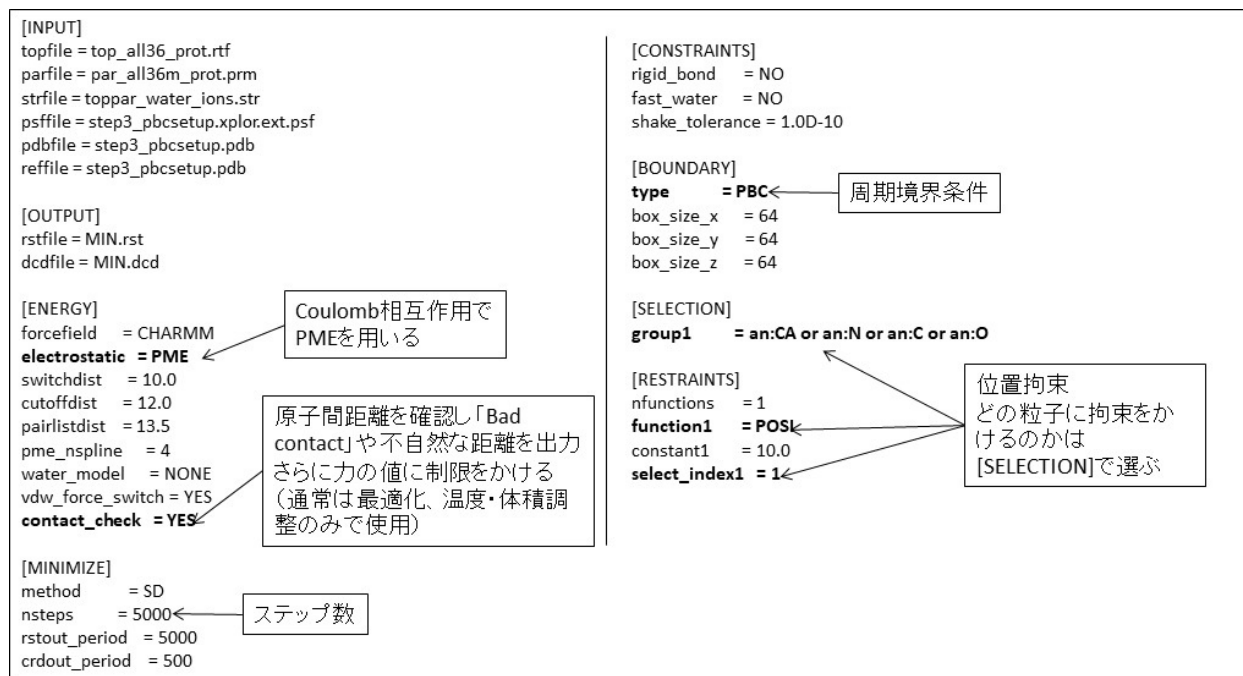 [INPUT]
topfile = top_all36_prot.rtf
parfile = par_all36m_prot.prm
strfile = toppar_water_ions.str
psffile = step3_pbcsetup.xplor.ext.psf
pdbfile = step3_pbcsetup.pdb
reffile = step3_pbcsetup.pdb
[OUTPUT]
rstfile = MIN.rst
dcdfile = MIN.dcd
[ENERGY]
forcefield = CHARMM
electrostatic = PME
switchdist = 10.0
cutoffdist = 12.0
pairlistdist = 13.5
pme_nspline = 4
water_model = NONE
vdw_force_switch = YES
contact_check = YES
Coulomb相互作用で
PMEを用いる
原子間距離を確認し「Bad
contact」や不自然な距離を出力
さらに力の値に制限をかける
(通常は最適化、温度・体積調
整のみで使用)
[MINIMIZE]
method = SD
nsteps = 5000
rstout_period = 5000
crdout_period = 500
ステップ数
[CONSTRAINTS]
rigid_bond = NO
fast_water = NO
shake_tolerance = 1.0D-10
[BOUNDARY]
type = PBC
box_size_x = 64
box_size_y = 64
box_size_z = 64
周期境界条件
[SELECTION]
group1 = an:CA or an:N or an:C or an:O
[RESTRAINTS]
nfunctions = 1
function1 = POSI
constant1 = 10.0
select_index1 = 1
位置拘束
どの粒子に拘束をか
けるのかは
[SELECTION]で選ぶ